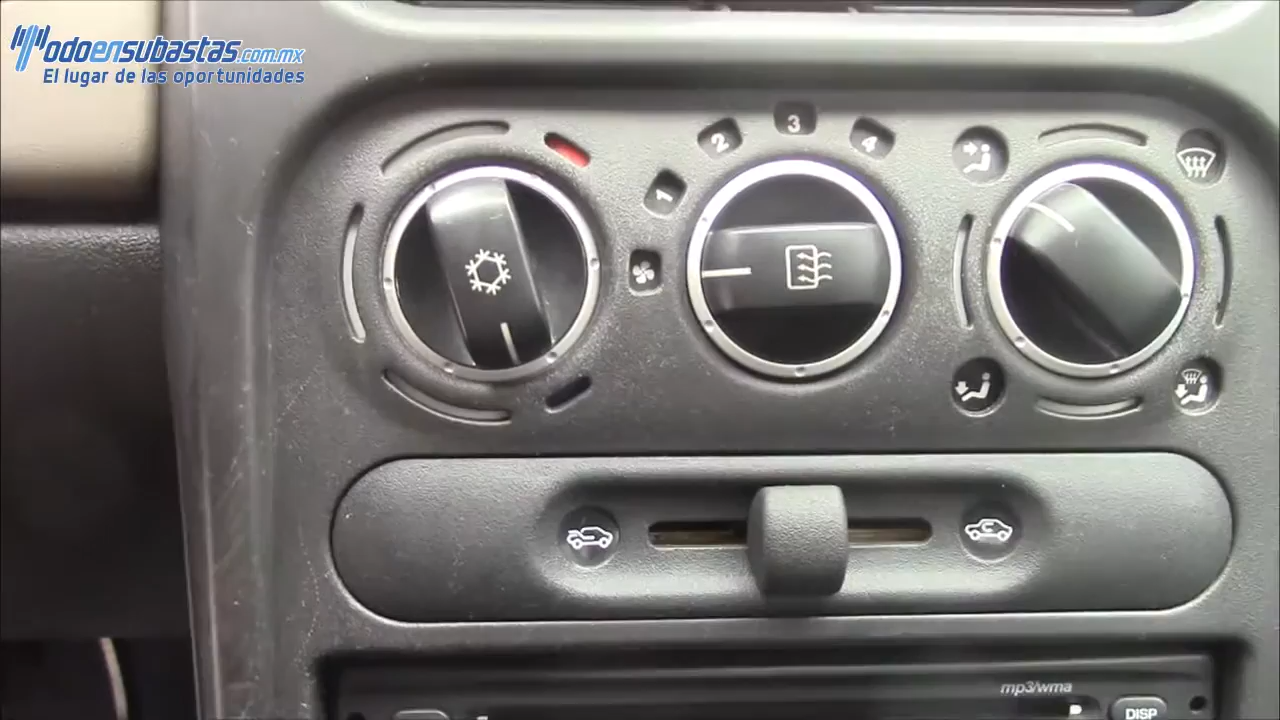 Todoensubastas.com.mx
El lugar de las oportunidades
1 2 3 4
mp3/wma
DISP